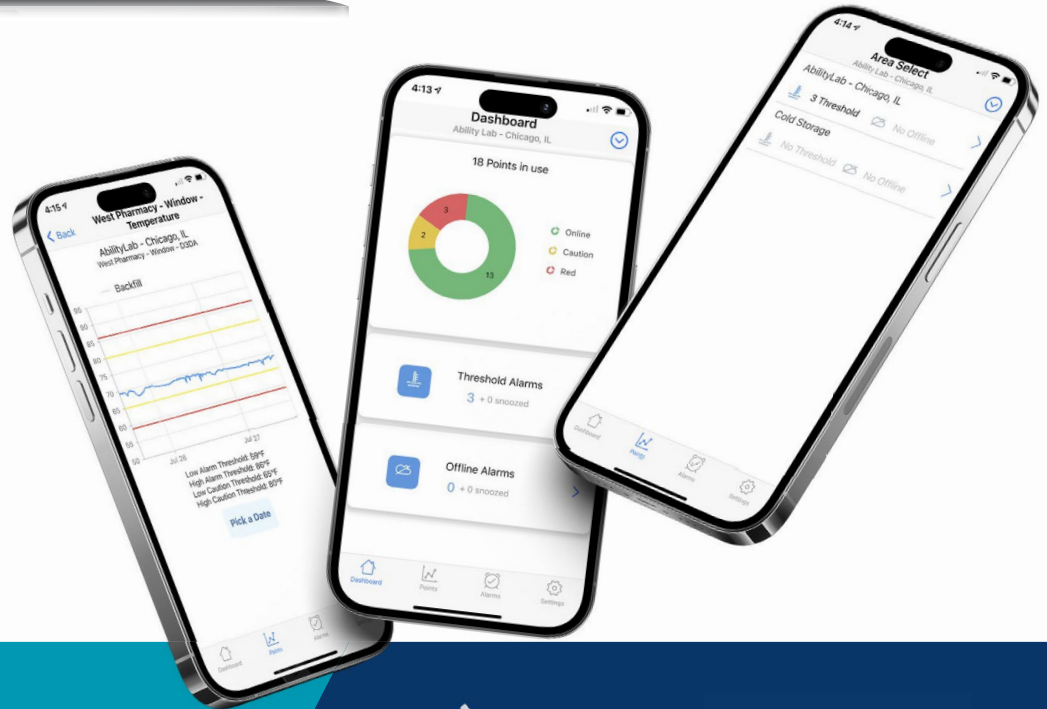 4:15
Back
West Pharmacy - Window -
Temperature
AbilityLab - Chicago, IL
West Pharmacy - Window - D3DA
Backfill
95
90
85
80
75
70
65
60
55
50
Jul 26
Jul 27
Low Alarm Threshold: 59°F
High Alarm Threshold: 86°F
Low Caution Threshold: 65°F
High Caution Threshold: 80°F
Pick a Date
Dashboard
Points
Alarms
4:13
Dashboard
Ability Lab - Chicago, IL
18 Points in use
3
2
13
Online
Caution
Red
Threshold Alarms
3 + 0 snoozed
Offline Alarms
0 + 0 snoozed
Dashboard
Points
Alarms
Settings
4:14
Area Select
Ability Lab - Chicago, IL
AbilityLab - Chicago, IL
3 Threshold
No Offline
Cold Storage
No Threshold
No Offline
Dashboard
Points
Alarms
Settings